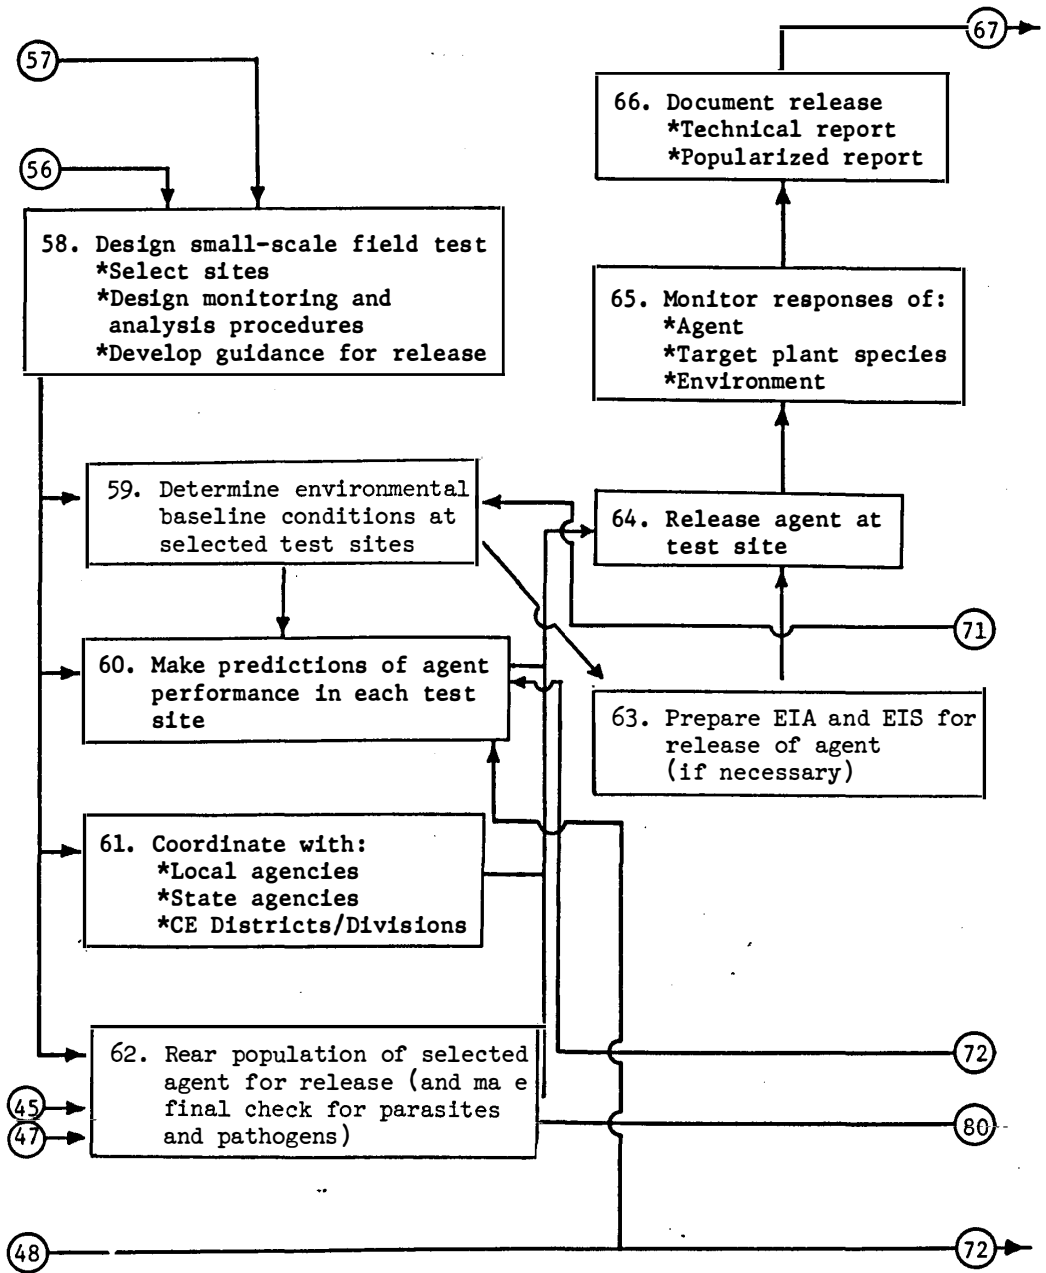 57
56
58. Design small-scale field test
*Select sites
*Design monitoring and
analysis procedures
*Develop guidance for release
59. Determine environmental
baseline conditions at
selected test sites
60. Make predictions of agent
performance in each test
site
61. Coordinate with:
*Local agencies
*State agencies
*CE Districts/Divisions
62. Rear population of selected
agent for release (and ma e
final check for parasites
and pathogens)
45
47
48
67
66. Document release
*Technical report
*Popularized report
65. Monitor responses of:
*Agent
*Target plant species
*Environment
64. Release agent at
test site
71
63. Prepare EIA and EIS for
release of agent
(if necessary)
72
80
72